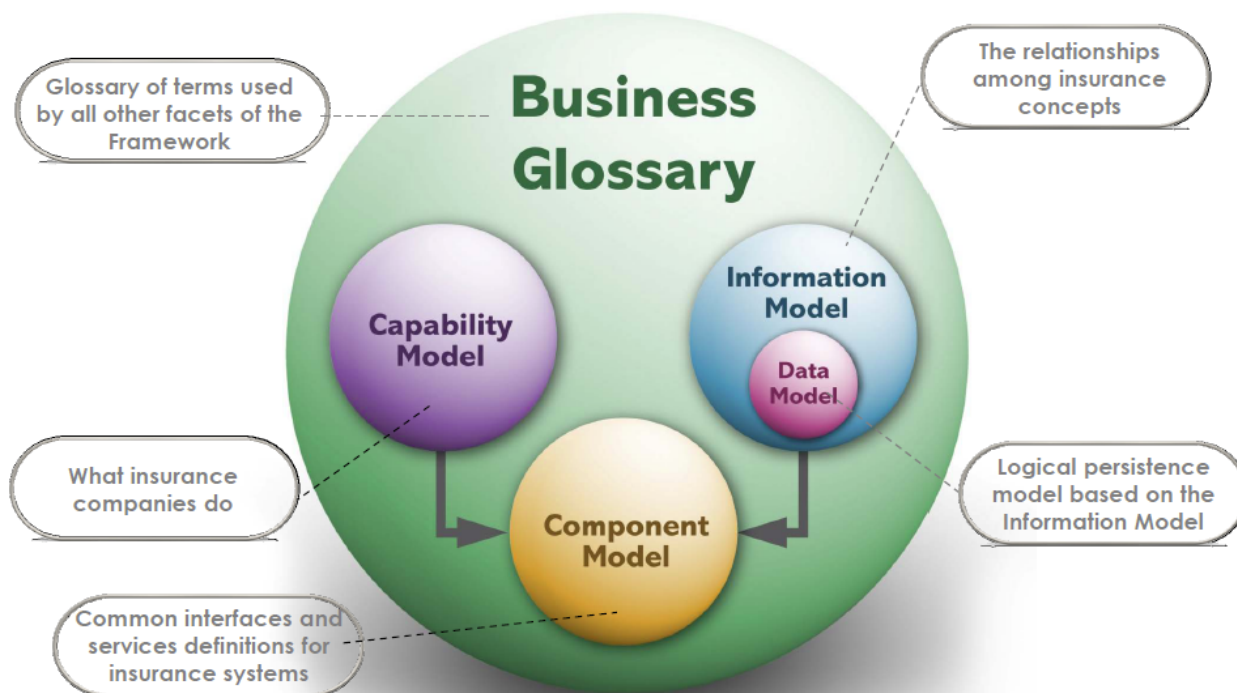 Business
Glossary
Glossary of terms used
by all other facets of the
Framework
The relationships
among insurance
concepts
Capability
Model
Information
Model
Data
Model
What insurance
companies do
Logical persistence
model based on the
Information Model
Component
Model
Common interfaces and
services definitions for
insurance systems